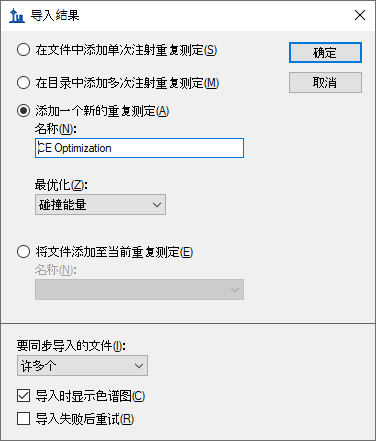 导入结果
在文件中添加单次注射重复测定(S)
确定
在目录中添加多次注射重复测定(M)
取消
添加一个新的重复测定(A)
名称(N):
CE Optimization
最优化(Z):
碰撞能量
将文件添加至当前重复测定(E)
名称(N):
要同步导入的文件(I):
许多个
导入时显示色谱图(C)
导入失败后重试(R)